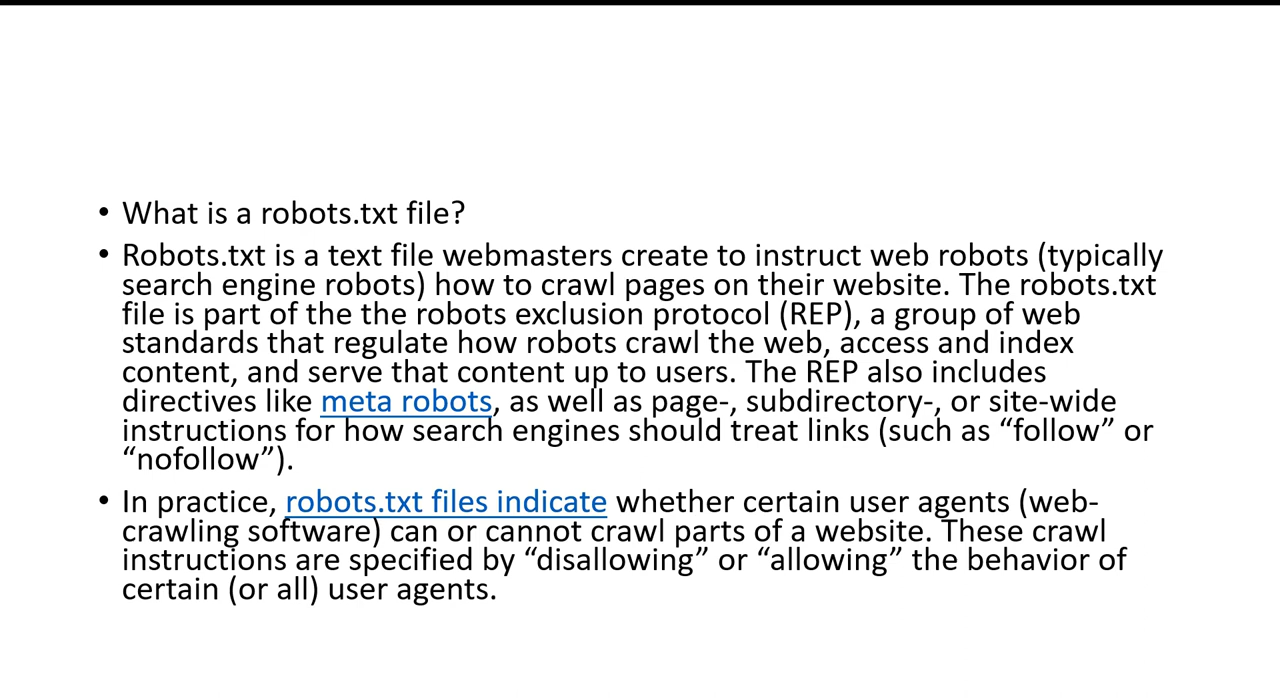 • What is a robots.txt file?
• Robots.txt is a text file webmasters create to instruct web robots (typically
search engine robots) how to crawl pages on their website. The robots.txt
file is part of the the robots exclusion protocol (REP), a group of web
standards that regulate how robots crawl the web, access and index
content, and serve that content up to users. The REP also includes
directives like meta robots, as well as page-, subdirectory-, or site-wide
instructions for how search engines should treat links (such as “follow” or
“nofollow”).
• In practice, robots.txt files indicate whether certain user agents (web-
crawling software) can or cannot crawl parts of a website. These crawl
instructions are specified by “disallowing” or “allowing” the behavior of
certain (or all) user agents.